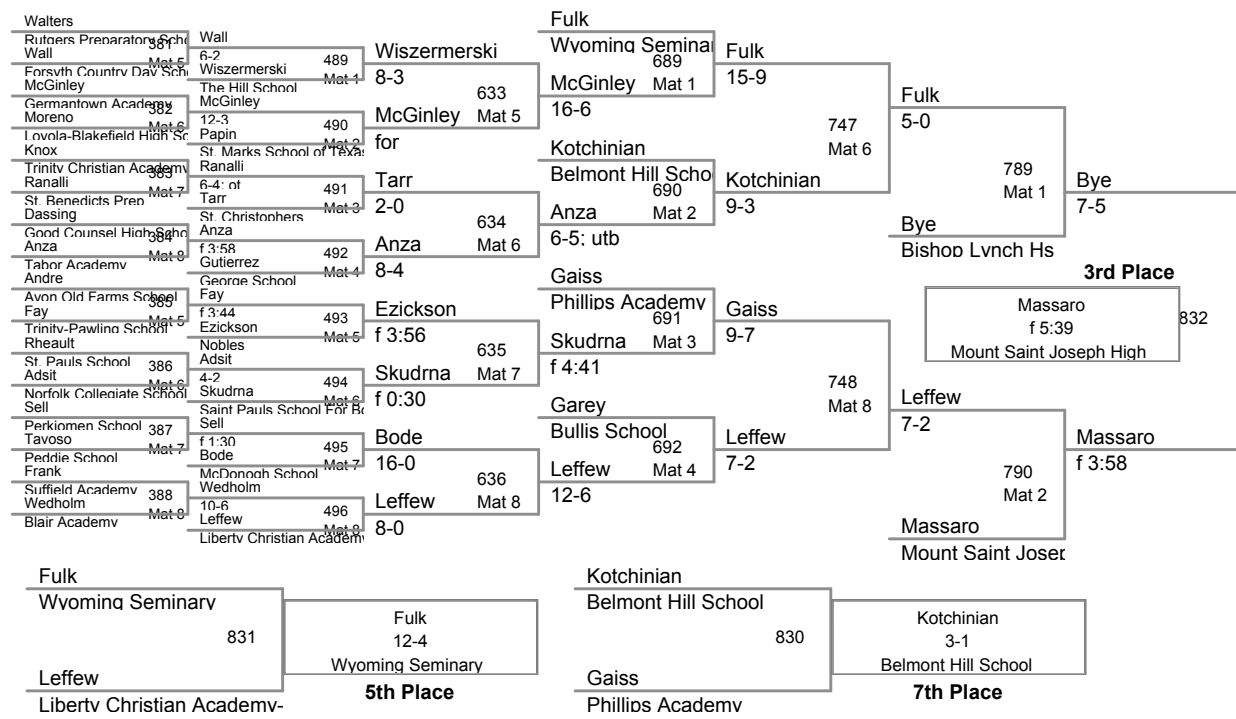 Walters
Rutgers Preparatory Scho
381
Wall
Mat 5
Forsyth Country Day Sch
McGinley
Germantown Academy
382
Moreno
Mat 6
Loyola-Blakefield High Sc
Knox
Trinity Christian Academy
383
Ranalli
Mat 7
St. Benedicts Prep
Dassing
Good Counsel High Scho
384
Anza
Mat 8
Tabor Academy
Andre
Avon Old Farms School
385
Fay
Mat 5
Trinity-Pawling School
Rheault
St. Pauls School
386
Adsit
Mat 6
Norfolk Collegiate School
Sell
Perkiomen School
387
Tavoso
Mat 7
Peddie School
Frank
Suffield Academy
388
Wedholm
Mat 8
Blair Academy
Wall
6-2
489
Wiszermerski
Mat 1
The Hill School
McGinley
12-3
490
Papin
Mat 2
St. Marks School of Texas
Ranalli
6-4; ot
491
Tarr
Mat 3
St. Christophers
Anza
f 3:58
492
Gutierrez
Mat 4
George School
Fay
f 3:44
493
Ezickson
Mat 5
Nobles
Adsit
4-2
494
Skudrna
Mat 6
Saint Pauls School For Bo
Sell
f 1:30
495
Bode
Mat 7
McDonogh School
Wedholm
10-6
496
Leffew
Mat 8
Liberty Christian Academy
Wiszermerski
8-3
633
Mat 5
McGinley
for
Tarr
2-0
634
Mat 6
Anza
8-4
Ezickson
f 3:56
635
Mat 7
Skudrna
f 0:30
Bode
16-0
636
Mat 8
Leffew
8-0
Fulk
Wyoming Seminar
689
Mat 1
McGinley
16-6
Kotchinian
Belmont Hill Schoo
690
Mat 2
Anza
6-5; utb
Gaiss
Phillips Academy
691
Mat 3
Skudrna
f 4:41
Garey
Bullis School
692
Mat 4
Leffew
12-6
Fulk
15-9
747
Mat 6
Kotchinian
9-3
Gaiss
9-7
748
Mat 8
Leffew
7-2
Fulk
5-0
789
Mat 1
Bye
Bishop Lynch Hs
Leffew
7-2
790
Mat 2
Massaro
Mount Saint Josep
Bye
7-5
3rd Place
Massaro
f 5:39
Mount Saint Joseph High
832
Massaro
f 3:58
Fulk
Wyoming Seminary
831
Leffew
Liberty Christian Academy-
Fulk
12-4
Wyoming Seminary
5th Place
Kotchinian
Belmont Hill School
830
Gaiss
Phillips Academy
Kotchinian
3-1
Belmont Hill School
7th Place